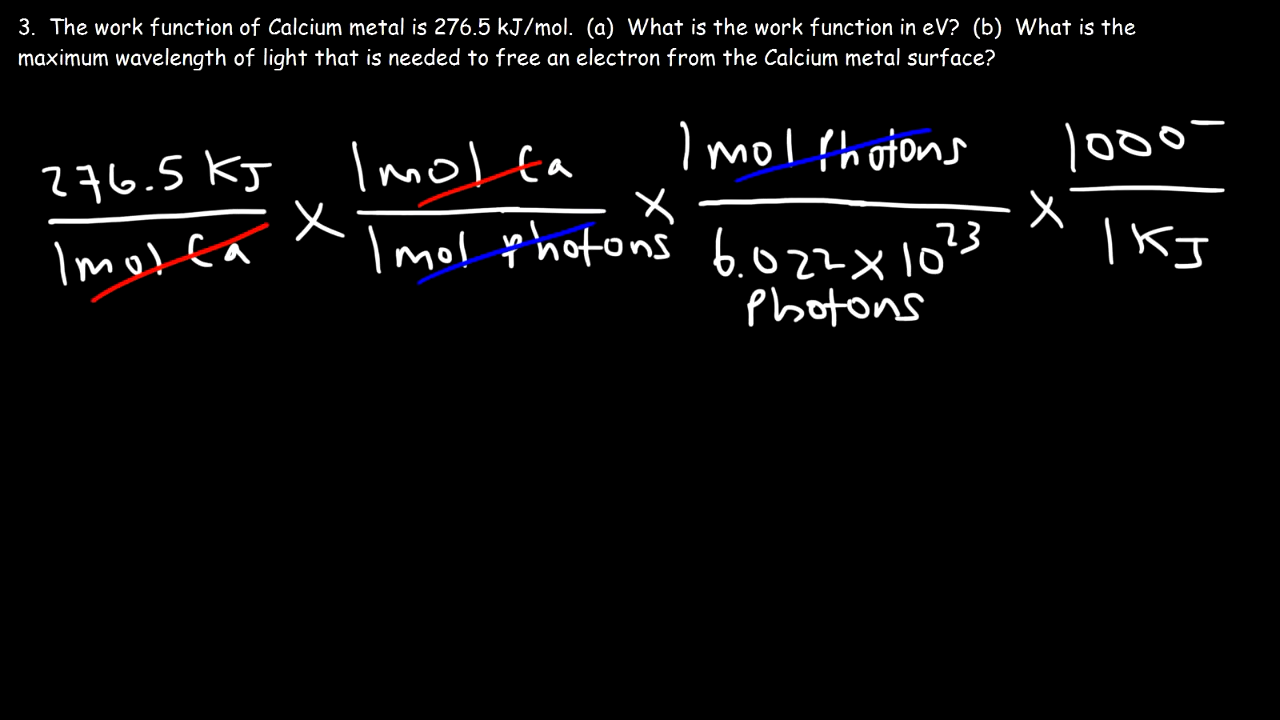 3. The work function of Calcium metal is 276.5 kJ/mol. (a) What is the work function in eV? (b) What is the
maximum wavelength of light that is needed to free an electron from the Calcium metal surface?
276.5 KJ / 1 mol Ca × 1 mol Ca / 1 mol photons × 1 mol Photons / 6.022 × 10²³ Photons × 1000 / 1 KJ